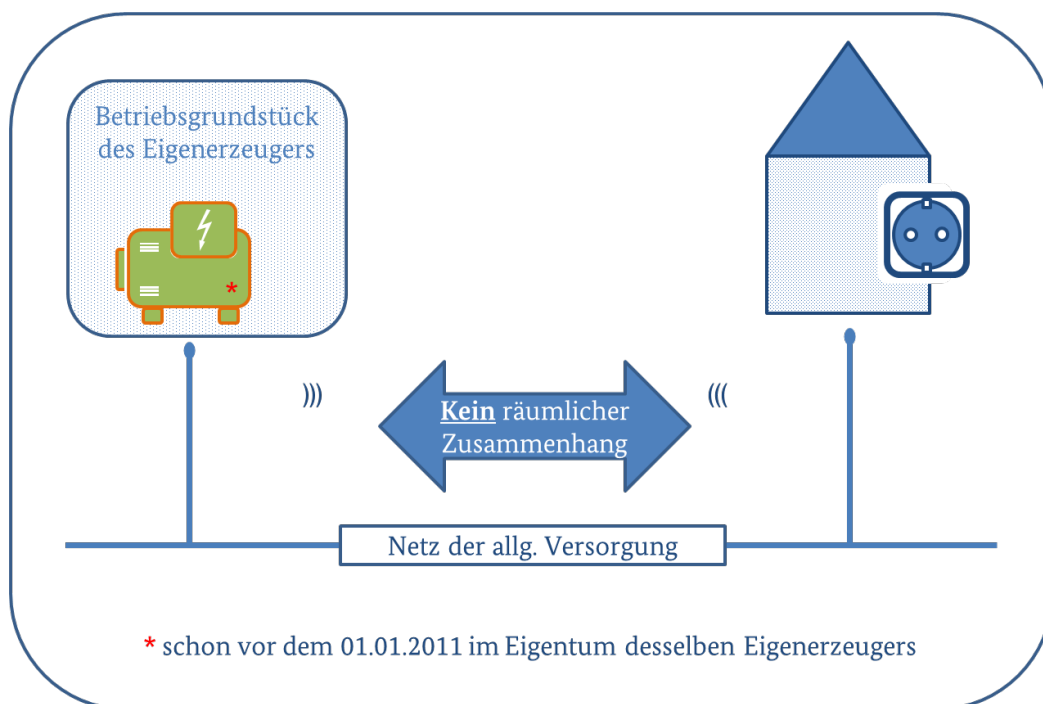 Betriebsgrundstück
des Eigenerzeugers
*
))) 
(((
Kein räumlicher
Zusammenhang
Netz der allg. Versorgung
* schon vor dem 01.01.2011 im Eigentum desselben Eigenerzeugers